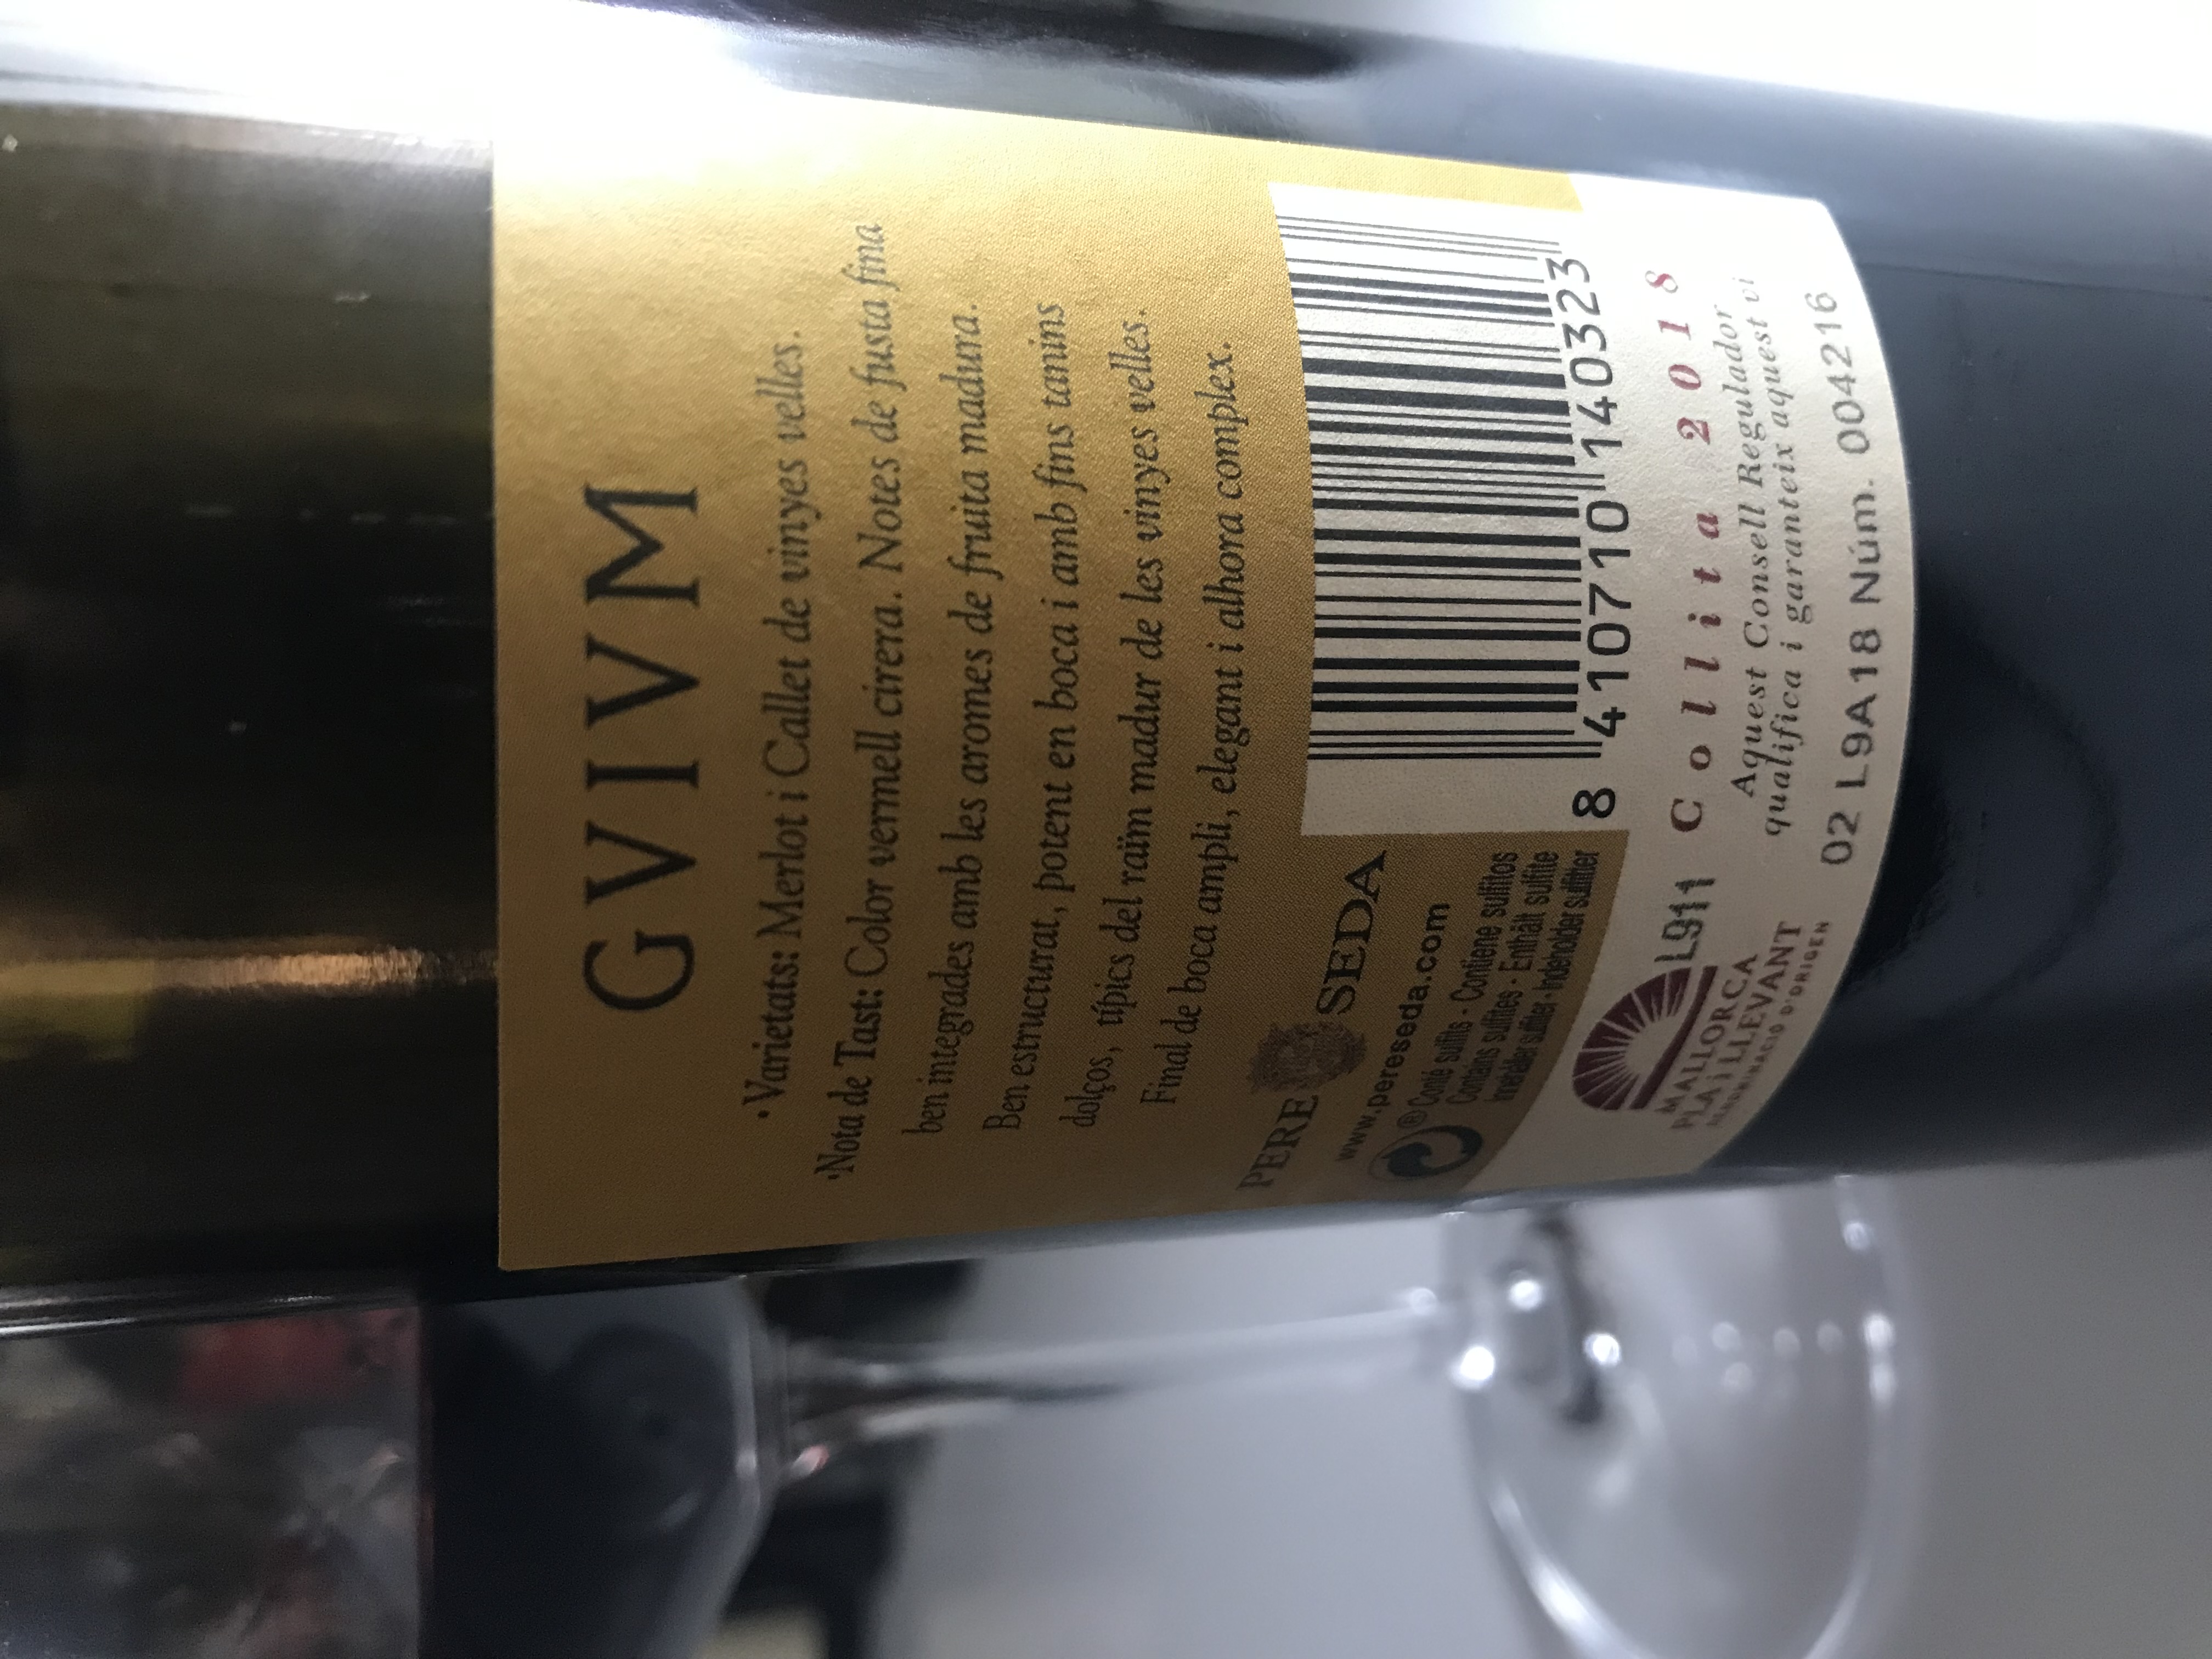 GVIVM
·Varietats: Merlot i Callet de vinyes velles.
·Nota de Tast: Color vermell cirera. Notes de fusta fina
ben integrades amb les aromes de fruita madura.
Ben estructurat, potent en boca i amb fins tanins
dolços, típics del raïm madur de les vinyes velles.
Final de boca ampli, elegant i alhora complex.
PERE SEDA
www.pereseda.com
® Conté sulfits - Contiene sulfitos
Contains sulfites · Enthält sulfite
Inneháller sulfiter · Indeholder sulfitter
8 410710 140323
L911 Collita 2018
Aquest Consell Regulador
qualifica i garanteix aquest vi
02 L9A18 Núm. 004216
MALLORCA
PLA i LLEVANT
DENOMINACIÓ D'ORIGEN